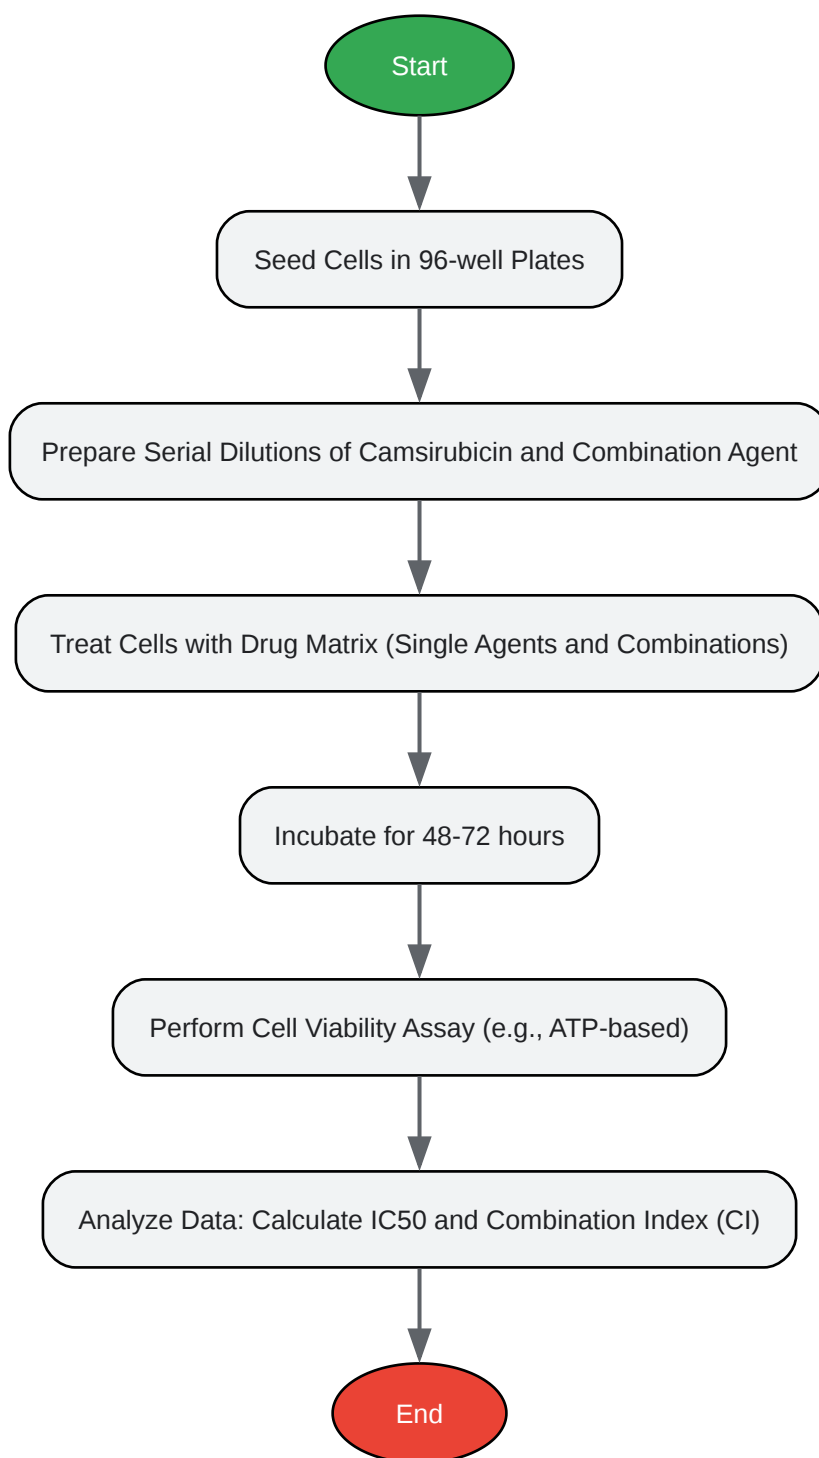 Start
Seed Cells in 96-well Plates
Prepare Serial Dilutions of Camsirubicin and Combination Agent
Treat Cells with Drug Matrix (Single Agents and Combinations)
Incubate for 48-72 hours
Perform Cell Viability Assay (e.g., ATP-based)
Analyze Data: Calculate IC50 and Combination Index (CI)
End